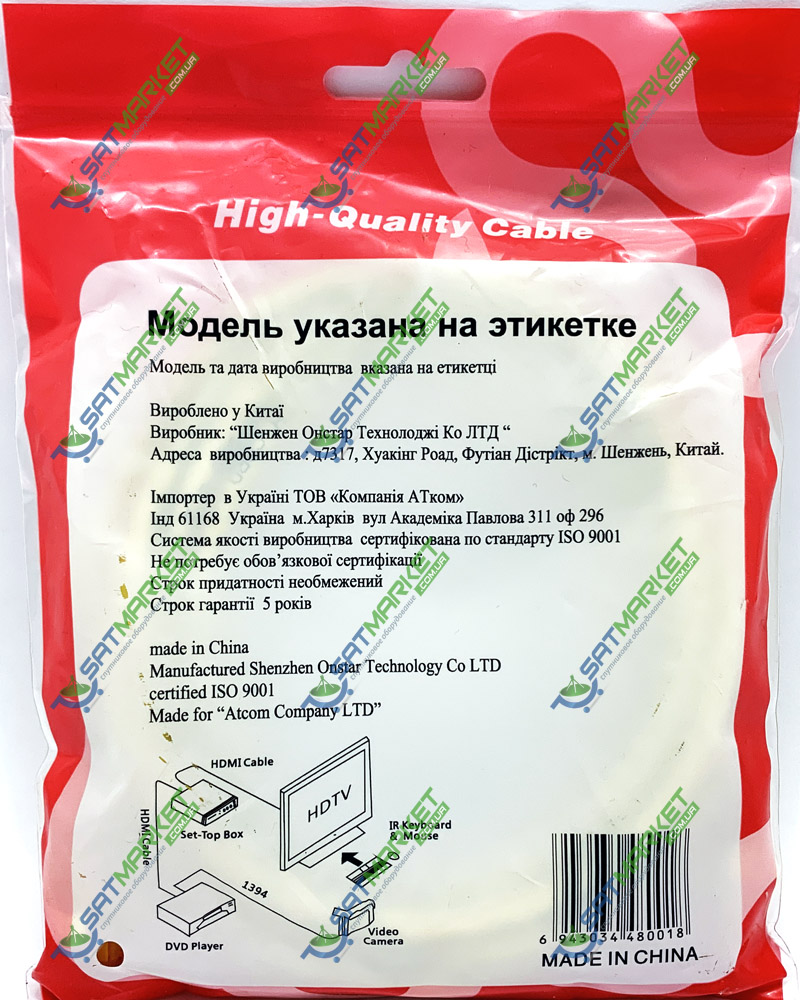 High-Quality Cable
Модель указана на этикетке
Модель та дата виробництва вказана на етикетці
Вироблено у Китаї
Виробник: “Шенжен Онстар Технолоджі Ко ЛТД “
Адреса виробництва : д7317, Хуакінг Роад, Футіан Дістрікт, м. Шенжень, Китай.
Імпортер в Україні ТОВ «Компанія АТком»
Інд 61168 Україна м.Харків вул Академіка Павлова 311 оф 296
Система якості виробництва сертифікована по стандарту ISO 9001
Не потребує обов’язкової сертифікації
Строк придатності необмежений
Строк гарантії 5 років
made in China
Manufactured Shenzhen Onstar Technology Co LTD
certified ISO 9001
Made for “Atcom Company LTD”
HDMI Cable
HDTV
Set-Top Box
HDMI Cable
IR Keyboard
& Mouse
1394
DVD Player
Video
Camera
6 943034 480018
MADE IN CHINA
SATMARKET
.COM.UA
спутниковое оборудование